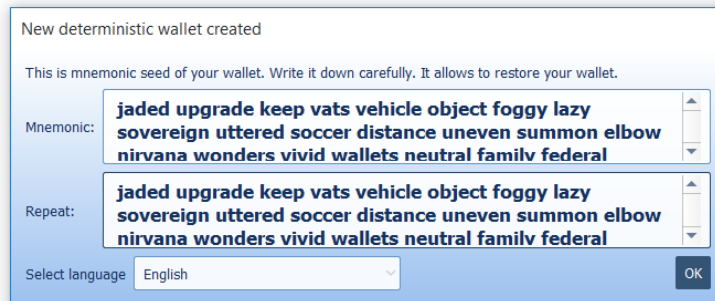 New deterministic wallet created
This is mnemonic seed of your wallet. Write it down carefully. It allows to restore your wallet.
Mnemonic:
jaded upgrade keep vats vehicle object foggy lazy
sovereign uttered soccer distance uneven summon elbow
nirvana wonders vivid wallets neutral family federal
Repeat:
jaded upgrade keep vats vehicle object foggy lazy
sovereign uttered soccer distance uneven summon elbow
nirvana wonders vivid wallets neutral family federal
Select language English OK